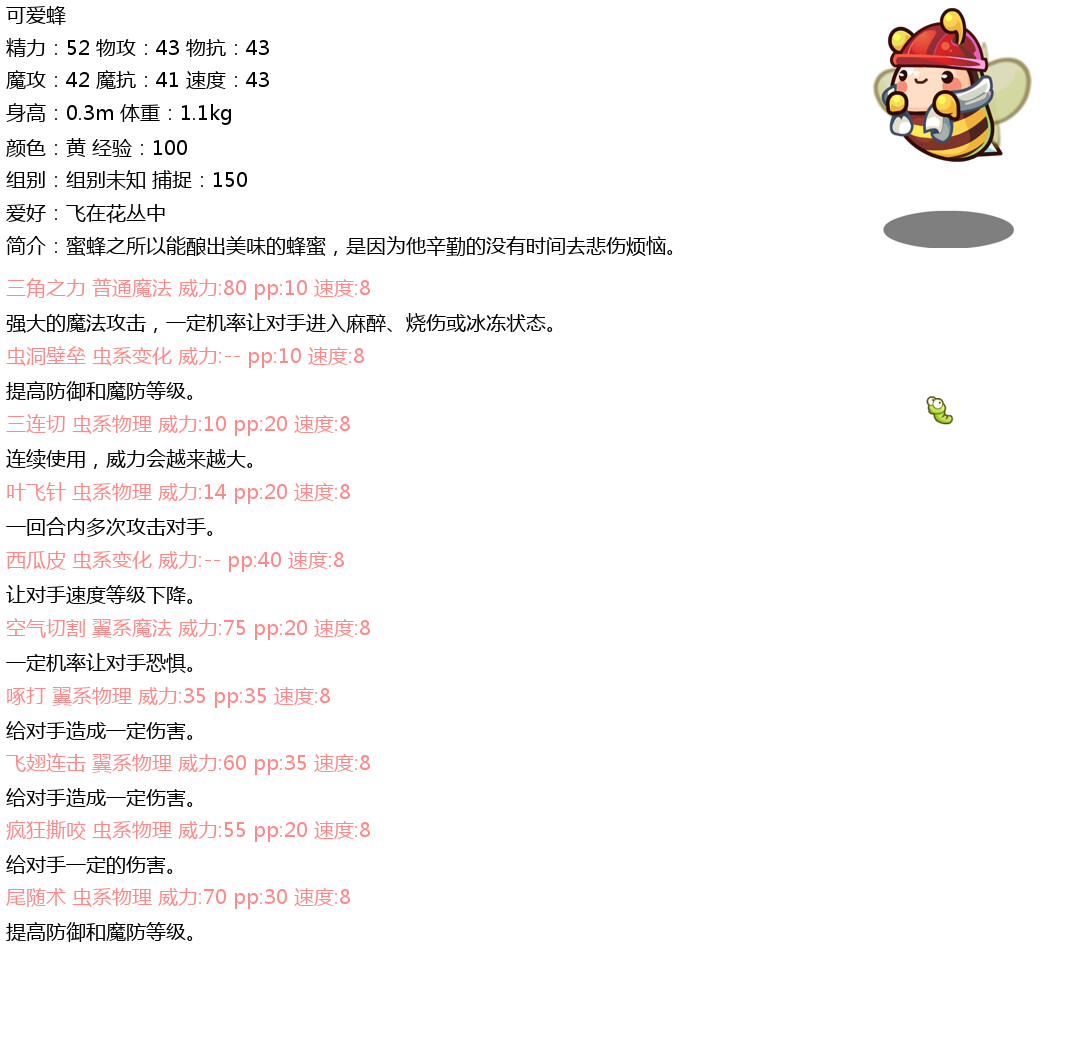 可爱蜂
精力：52 物攻：43 物抗：43
魔攻：42 魔抗：41 速度：43
身高：0.3m 体重：1.1kg
颜色：黄 经验：100
组别：组别未知 捕捉：150
爱好：飞在花丛中
简介：蜜蜂之所以能酿出美味的蜂蜜，是因为他辛勤的没有时间去悲伤烦恼。
三角之力 普通魔法 威力:80 pp:10 速度:8
强大的魔法攻击，一定机率让对手进入麻醉、烧伤或冰冻状态。
虫洞壁垒 虫系变化 威力:-- pp:10 速度:8
提高防御和魔防等级。
三连切 虫系物理 威力:10 pp:20 速度:8
连续使用，威力会越来越大。
叶飞针 虫系物理 威力:14 pp:20 速度:8
一回合内多次攻击对手。
西瓜皮 虫系变化 威力:-- pp:40 速度:8
让对手速度等级下降。
空气切割 翼系魔法 威力:75 pp:20 速度:8
一定机率让对手恐惧。
啄打 翼系物理 威力:35 pp:35 速度:8
给对手造成一定伤害。
飞翅连击 翼系物理 威力:60 pp:35 速度:8
给对手造成一定伤害。
疯狂撕咬 虫系物理 威力:55 pp:20 速度:8
给对手一定的伤害。
尾随术 虫系物理 威力:70 pp:30 速度:8
提高防御和魔防等级。